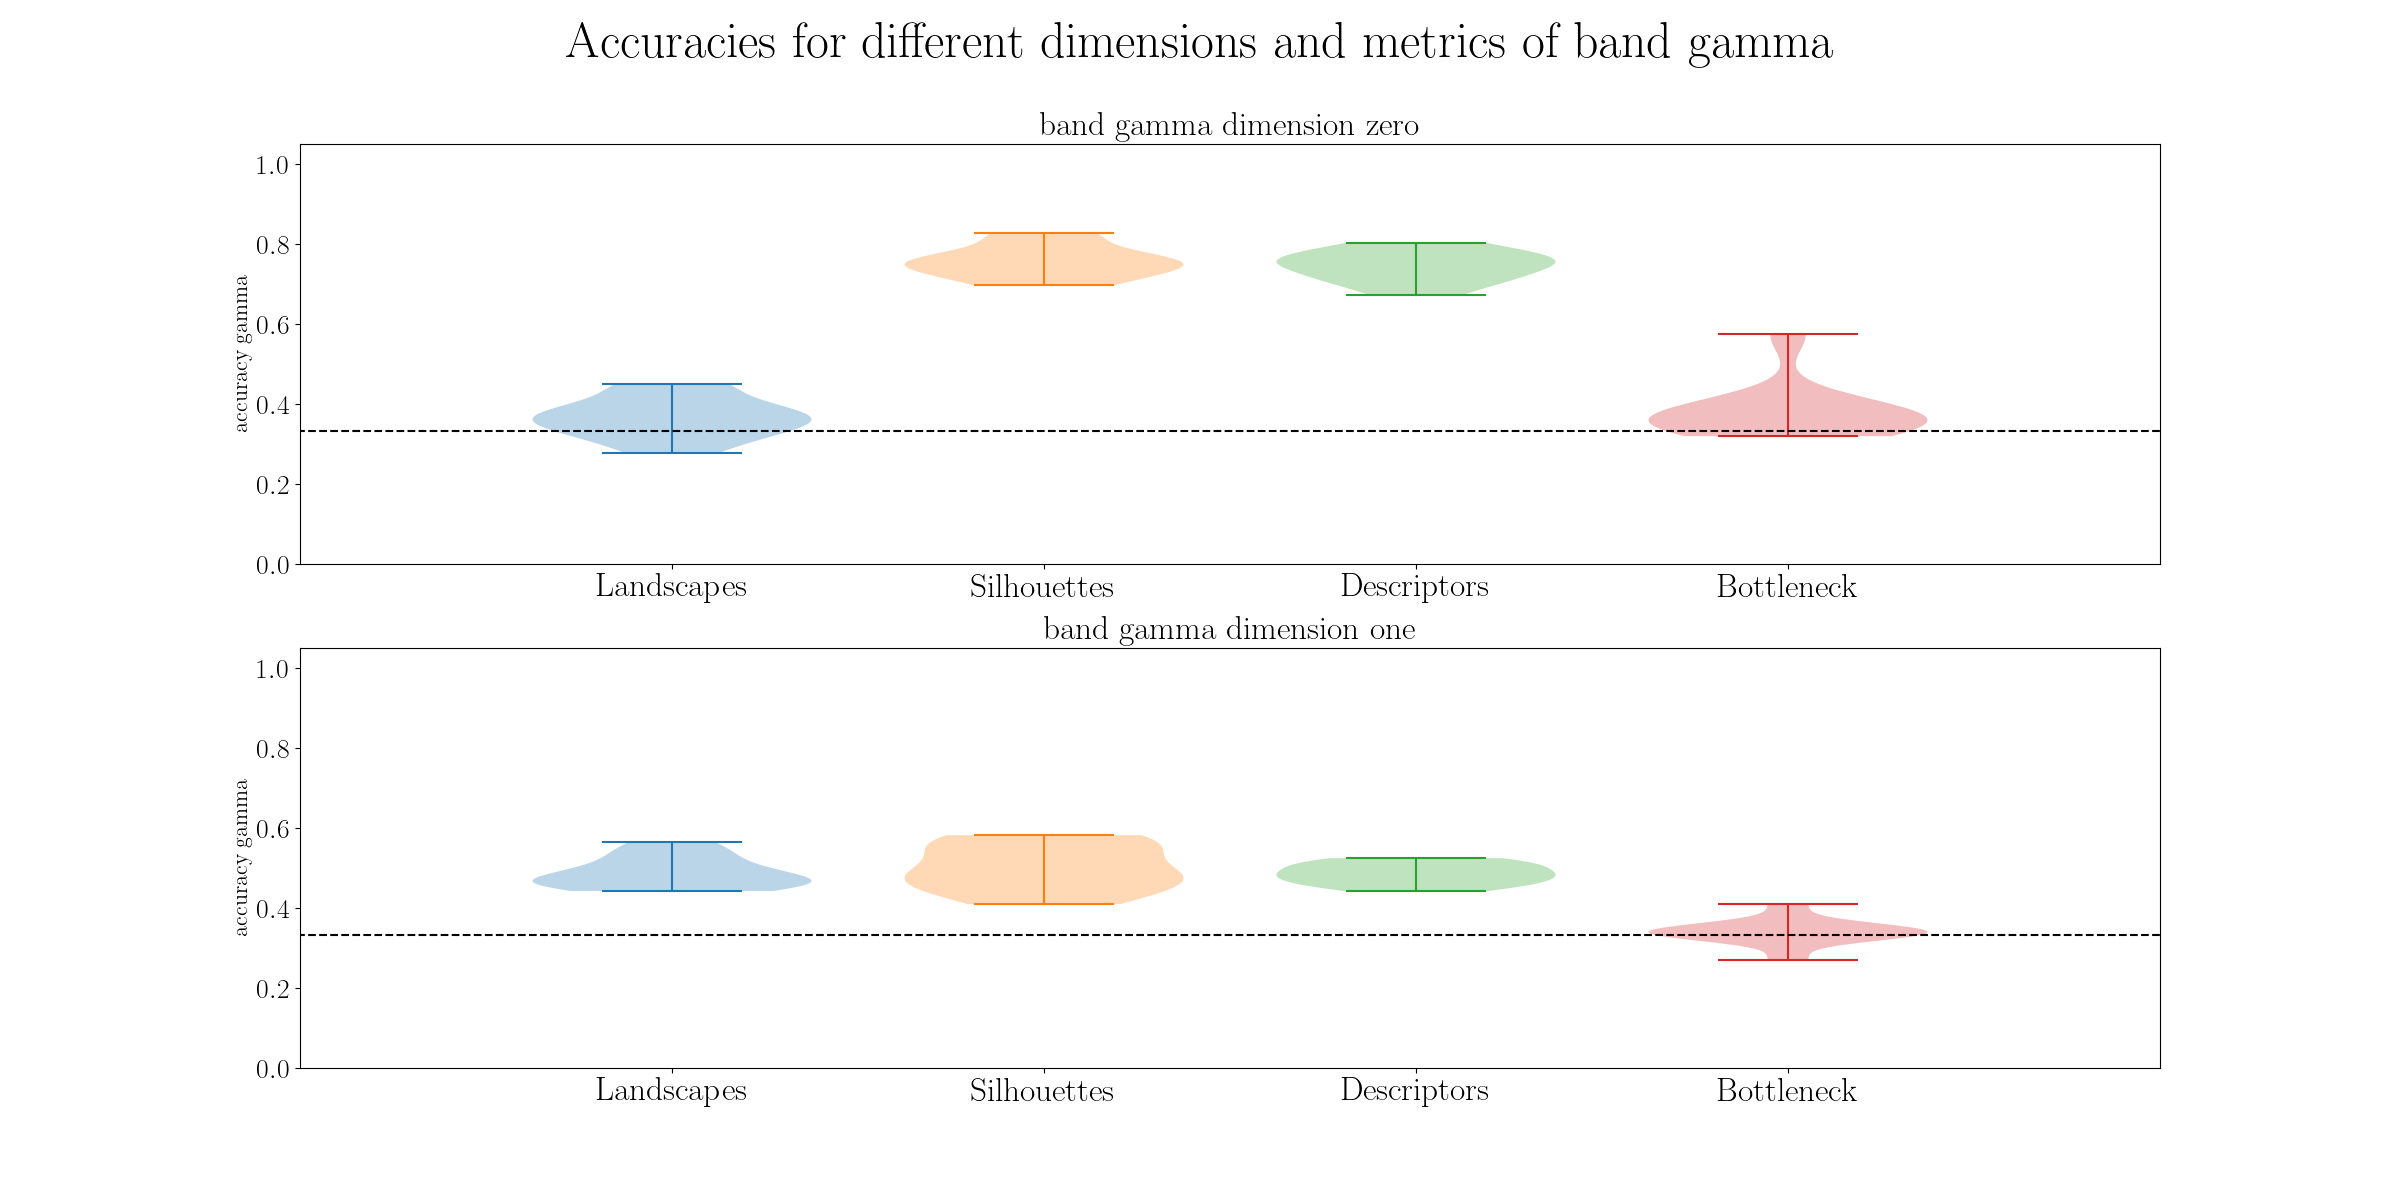 Accuracies for different dimensions and metrics of band gamma
band gamma dimension zero
accuracy gamma
1.0
0.8
0.6
0.4
0.2
0.0
Landscapes Silhouettes Descriptors Bottleneck
band gamma dimension one
accuracy gamma
1.0
0.8
0.6
0.4
0.2
0.0
Landscapes Silhouettes Descriptors Bottleneck